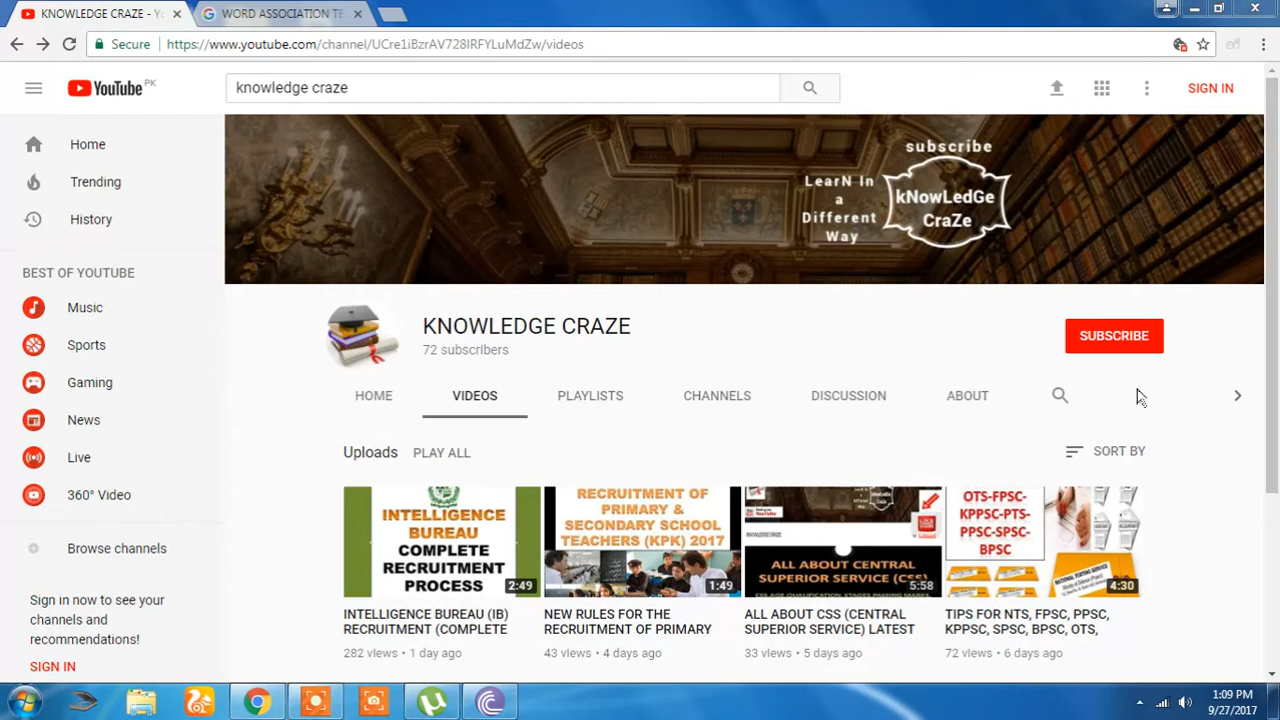 KNOWLEDGE CRAZE - Yo
WORD ASSOCIATION TE
Secure
https://www.youtube.com/channel/UCre1iBzrAV728IRFYLuMdZw/videos
YouTube PK
knowledge craze
SIGN IN
Home
Trending
History
BEST OF YOUTUBE
Music
Sports
Gaming
News
Live
360° Video
Browse channels
Sign in now to see your
channels and
recommendations!
SIGN IN
subscribe
LearN In
a
Different
Way
kNowLedGe
CraZe
KNOWLEDGE CRAZE
72 subscribers
SUBSCRIBE
HOME
VIDEOS
PLAYLISTS
CHANNELS
DISCUSSION
ABOUT
Uploads
PLAY ALL
SORT BY
INTELLIGENCE
BUREAU
COMPLETE
RECRUITMENT
PROCESS
2:49
INTELLIGENCE BUREAU (IB)
RECRUITMENT (COMPLETE
282 views • 1 day ago
RECRUITMENT OF
PRIMARY &
SECONDARY SCHOOL
TEACHERS (KPK) 2017
1:49
NEW RULES FOR THE
RECRUITMENT OF PRIMARY
43 views • 4 days ago
ALL ABOUT CENTRAL
SUPERIOR SERVICE (CSS)
5:58
ALL ABOUT CSS (CENTRAL
SUPERIOR SERVICE) LATEST
33 views • 5 days ago
OTS-FPSC-
KPPSC-PTS-
PPSC-SPSC-
BPSC
4:30
TIPS FOR NTS, FPSC, PPSC,
KPPSC, SPSC, BPSC, OTS,
72 views • 6 days ago
1:09 PM
9/27/2017